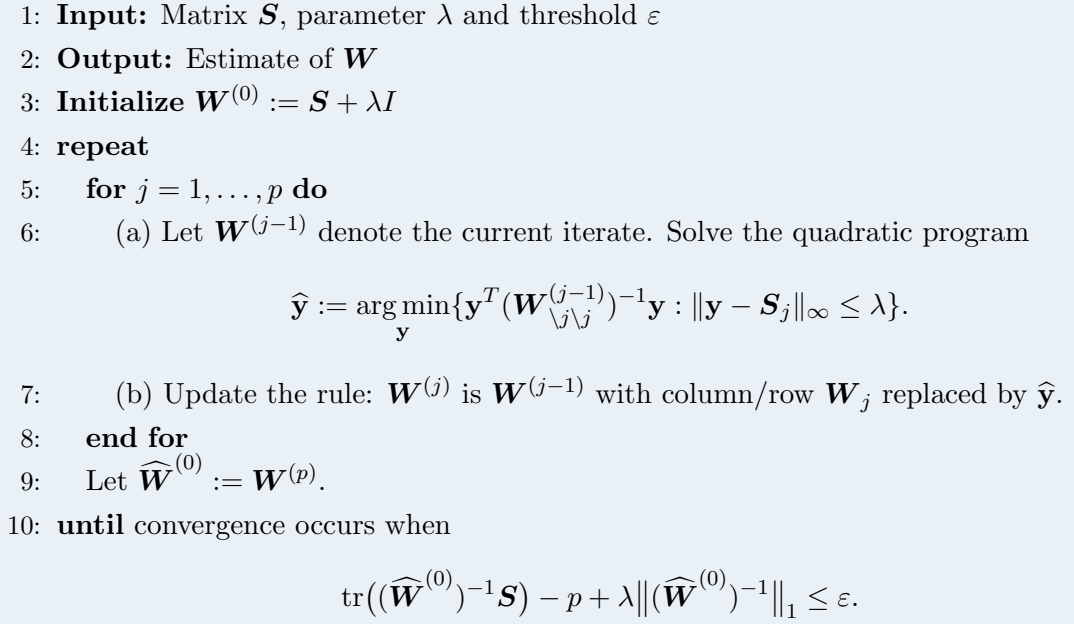 1: Input: Matrix S, parameter λ and threshold ε
2: Output: Estimate of W
3: Initialize W^{(0)} := S + λI
4: repeat
5: for j = 1, . . . , p do
6: (a) Let W^{(j−1)} denote the current iterate. Solve the quadratic program
ŷ := arg min_y {y^T (W^{(j−1)}_{\j\j})^{−1} y : ‖y − S_j‖_∞ ≤ λ}.
7: (b) Update the rule: W^{(j)} is W^{(j−1)} with column/row W_j replaced by ŷ.
8: end for
9: Let Ŵ^{(0)} := W^{(p)}.
10: until convergence occurs when
tr((Ŵ^{(0)})^{−1} S) − p + λ‖(Ŵ^{(0)})^{−1}‖_1 ≤ ε.